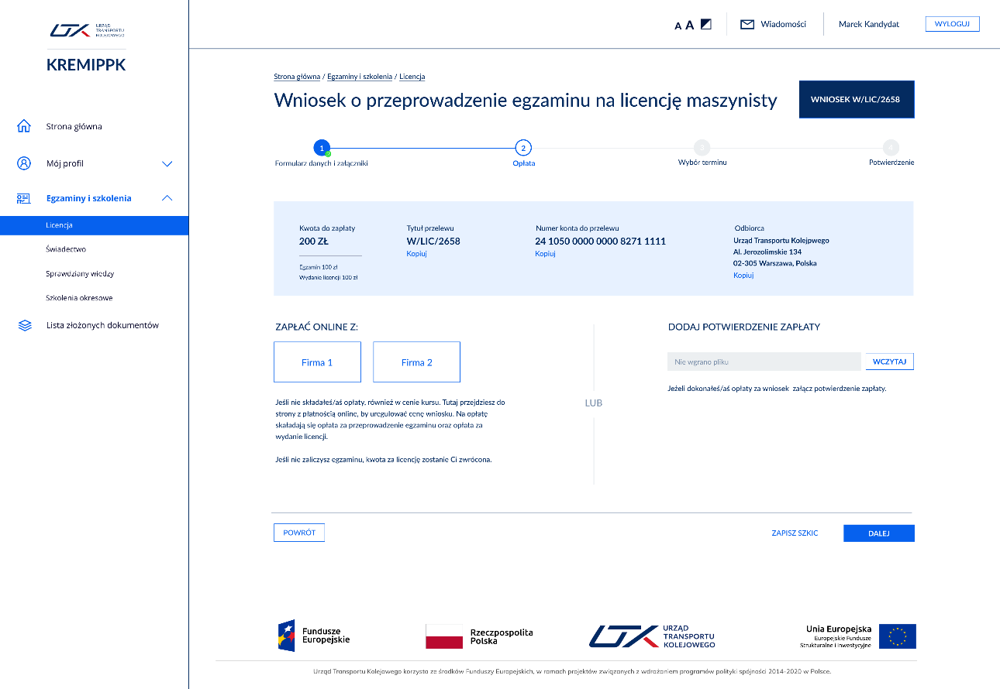 URZĄD
TRANSPORTU
KOLEJOWEGO
KREMIPPK
Strona główna
Mój profil
Egzaminy i szkolenia
Licencja
Świadectwo
Sprawdziany wiedzy
Szkolenia okresowe
Lista złożonych dokumentów
A A
Wiadomości
Marek Kandydat
WYLOGUJ
Strona główna / Egzaminy i szkolenia / Licencja
Wniosek o przeprowadzenie egzaminu na licencję maszynisty
WNIOSEK W/LIC/2658
1
2
3
4
Formularz danych i załączniki
Opłata
Wybór terminu
Potwierdzenie
Kwota do zapłaty
200 ZŁ
Egzamin 100 zł
Wydanie licencji 100 zł
Tytuł przelewu
W/LIC/2658
Kopiuj
Numer konta do przelewu
24 1050 0000 0000 8271 1111
Kopiuj
Odbiorca
Urząd Transportu Kolejpwego
Al. Jerozolimskie 134
02-305 Warszawa, Polska
Kopiuj
ZAPŁAĆ ONLINE Z:
Firma 1
Firma 2
Jeśli nie składałeś/aś opłaty, również w cenie kursu. Tutaj przejdziesz do
strony z płatnością online, by uregulować cenę wniosku. Na opłatę
skaładają się opłata za przeprowadzenie egzaminu oraz opłata za
wydanie licencji.
Jeśli nie zaliczysz egzaminu, kwota za licencję zostanie Ci zwrócona.
LUB
DODAJ POTWIERDZENIE ZAPŁATY
Nie wgrano pliku
WCZYTAJ
Jeżeli dokonałeś/aś opłaty za wniosek załącz potwierdzenie zapłaty.
POWRÓT
ZAPISZ SZKIC
DALEJ
Fundusze
Europejskie
Rzeczpospolita
Polska
URZĄD
TRANSPORTU
KOLEJOWEGO
Unia Europejska
Europejskie Fundusze
Strukturalne i Inwestycyjne
Urząd Transportu Kolejowego korzysta ze środków Funduszy Europejskich, w ramach projektów związanych z wdrażaniem programów polityki spójności 2014-2020 w Polsce.